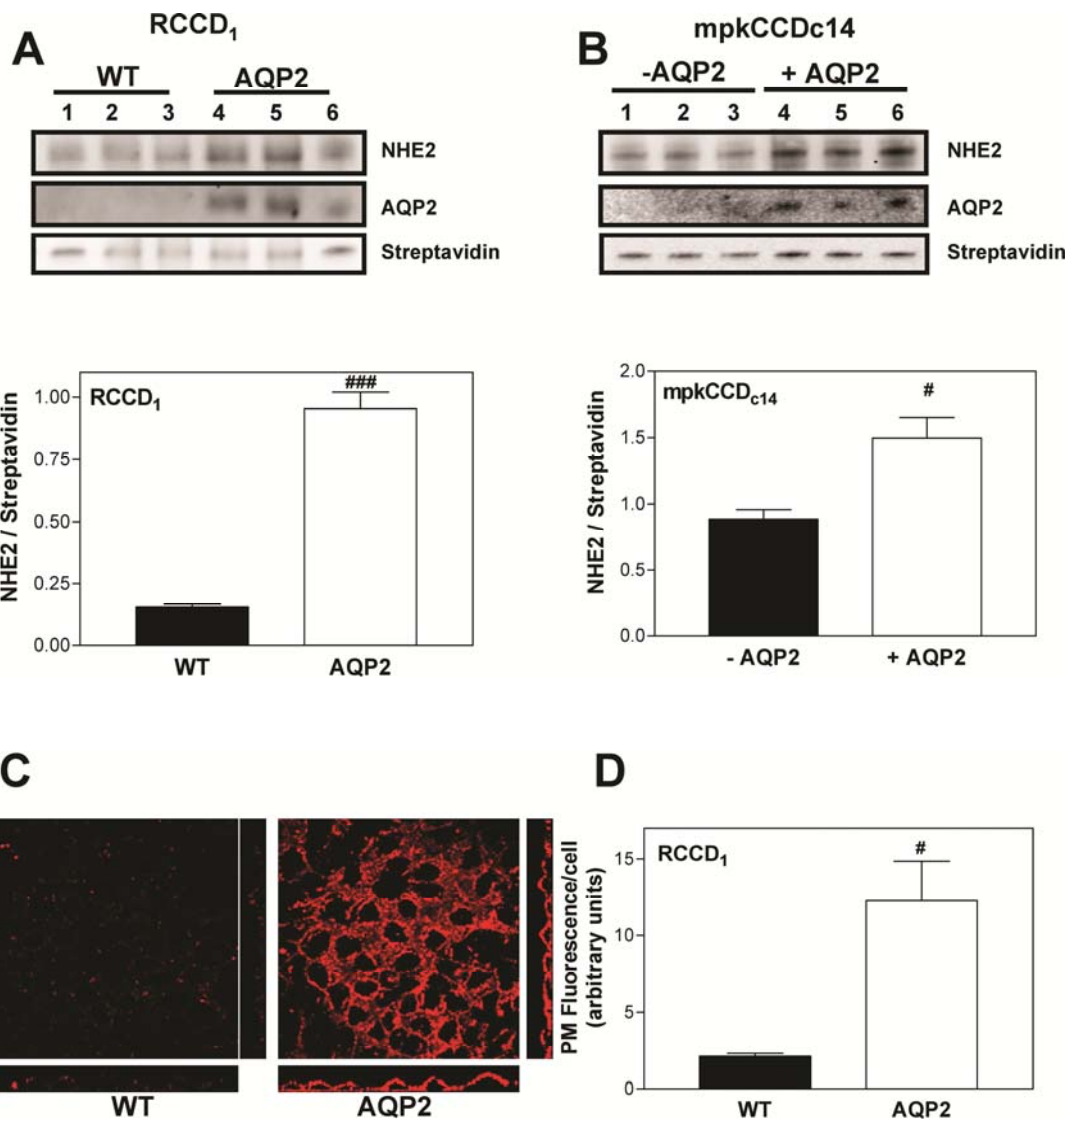 A
RCCD1
WT AQP2
1 2 3 4 5 6
NHE2
AQP2
Streptavidin
B
mpkCCDc14
-AQP2 + AQP2
1 2 3 4 5 6
NHE2
AQP2
Streptavidin
NHE2 / Streptavidin
1.00
0.75
0.50
0.25
0.00
RCCD1
###
WT AQP2
NHE2 / Streptavidin
2.0
1.5
1.0
0.5
0.0
mpkCCDc14
#
- AQP2 + AQP2
C
WT AQP2
D
PM Fluorescence/cell
(arbitrary units)
15
10
5
0
RCCD1
#
WT AQP2